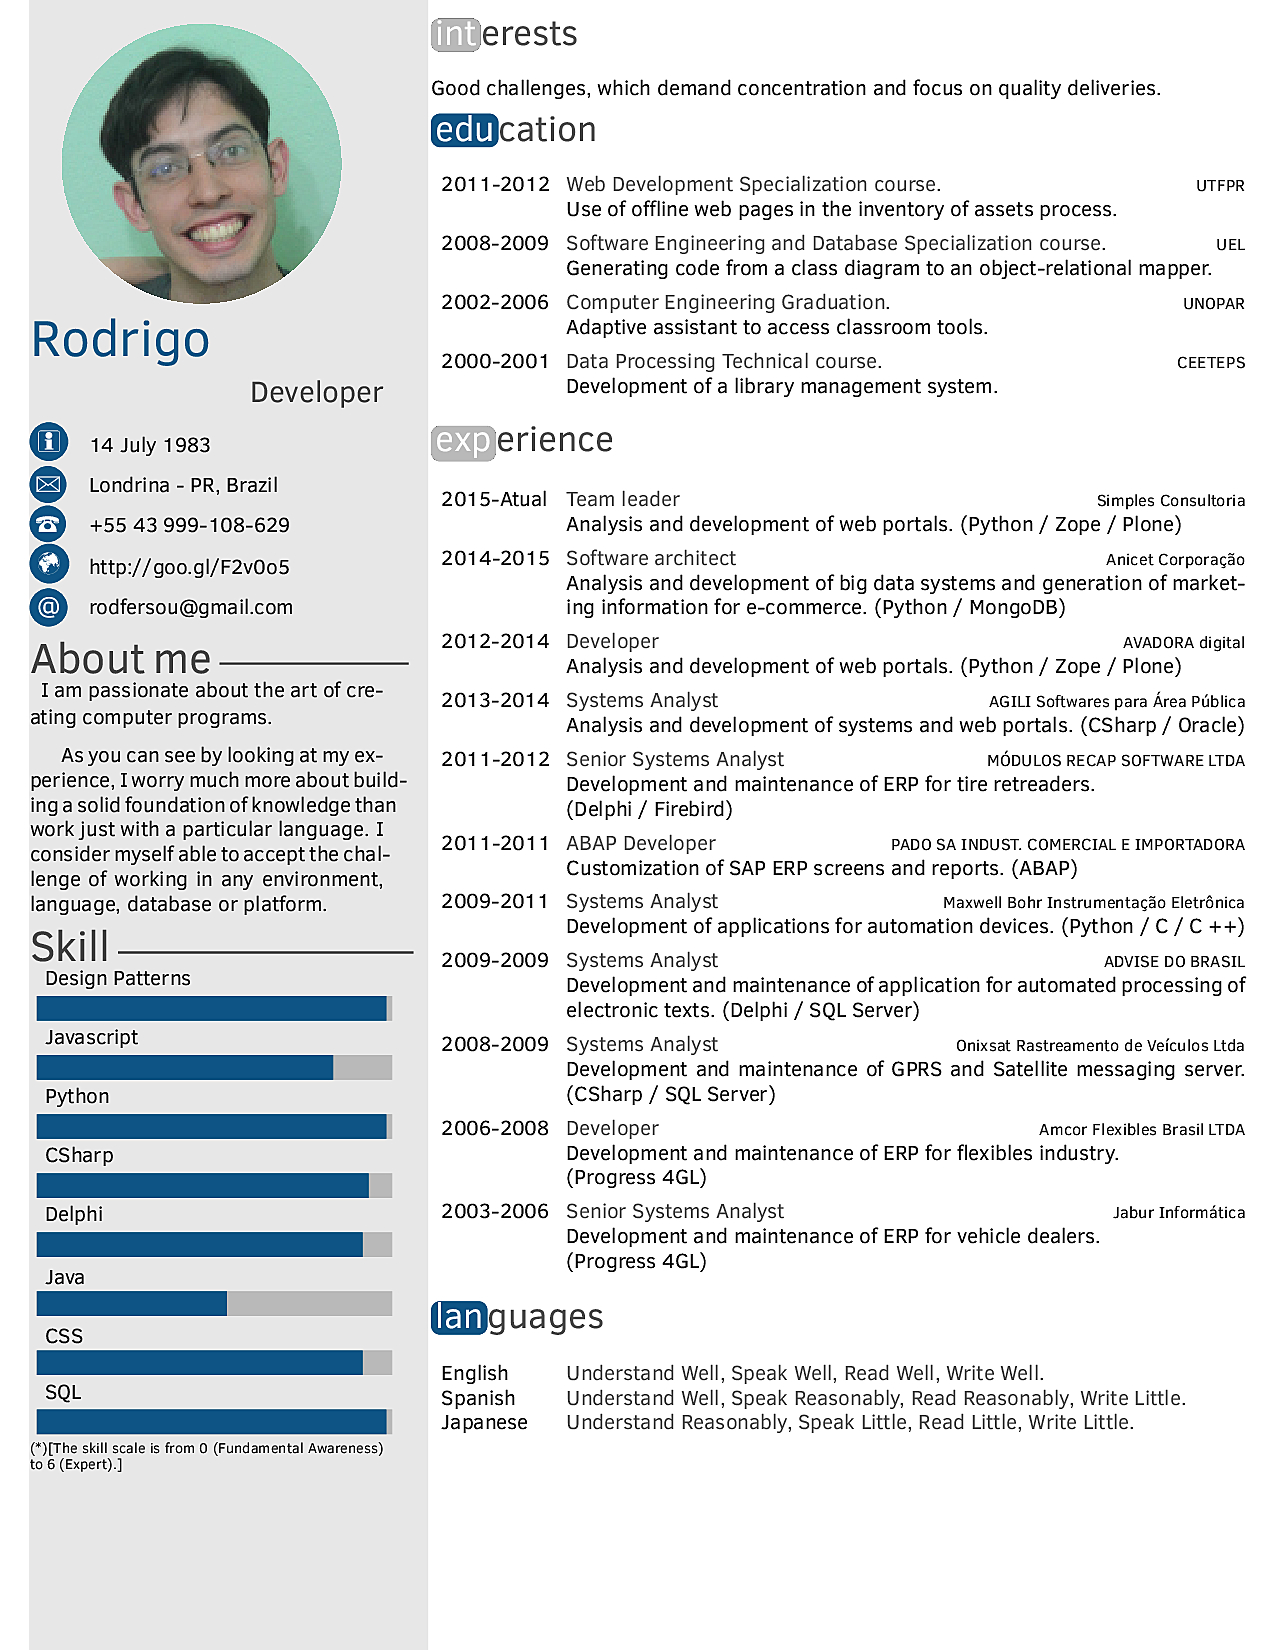 Rodrigo
Developer
14 July 1983
Londrina - PR, Brazil
+55 43 999-108-629
http://goo.gl/F2v0o5
@ rodfersou@gmail.com
About me
I am passionate about the art of cre-
ating computer programs.
As you can see by looking at my ex-
perience, I worry much more about build-
ing a solid foundation of knowledge than
work just with a particular language. I
consider myself able to accept the chal-
lenge of working in any environment,
language, database or platform.
Skill
Design Patterns
Javascript
Python
CSharp
Delphi
Java
CSS
SQL
(*)[The skill scale is from 0 (Fundamental Awareness)
to 6 (Expert).]
interests
Good challenges, which demand concentration and focus on quality deliveries.
education
2011-2012 Web Development Specialization course. UTFPR
Use of offline web pages in the inventory of assets process.
2008-2009 Software Engineering and Database Specialization course. UEL
Generating code from a class diagram to an object-relational mapper.
2002-2006 Computer Engineering Graduation. UNOPAR
Adaptive assistant to access classroom tools.
2000-2001 Data Processing Technical course. CEETEPS
Development of a library management system.
experience
2015-Atual Team leader Simples Consultoria
Analysis and development of web portals. (Python / Zope / Plone)
2014-2015 Software architect Anicet Corporação
Analysis and development of big data systems and generation of market-
ing information for e-commerce. (Python / MongoDB)
2012-2014 Developer AVADORA digital
Analysis and development of web portals. (Python / Zope / Plone)
2013-2014 Systems Analyst AGILI Softwares para Área Pública
Analysis and development of systems and web portals. (CSharp / Oracle)
2011-2012 Senior Systems Analyst MÓDULOS RECAP SOFTWARE LTDA
Development and maintenance of ERP for tire retreaders.
(Delphi / Firebird)
2011-2011 ABAP Developer PADO SA INDUST. COMERCIAL E IMPORTADORA
Customization of SAP ERP screens and reports. (ABAP)
2009-2011 Systems Analyst Maxwell Bohr Instrumentação Eletrônica
Development of applications for automation devices. (Python / C / C ++)
2009-2009 Systems Analyst ADVISE DO BRASIL
Development and maintenance of application for automated processing of
electronic texts. (Delphi / SQL Server)
2008-2009 Systems Analyst Onixsat Rastreamento de Veículos Ltda
Development and maintenance of GPRS and Satellite messaging server.
(CSharp / SQL Server)
2006-2008 Developer Amcor Flexibles Brasil LTDA
Development and maintenance of ERP for flexibles industry.
(Progress 4GL)
2003-2006 Senior Systems Analyst Jabur Informática
Development and maintenance of ERP for vehicle dealers.
(Progress 4GL)
languages
English Understand Well, Speak Well, Read Well, Write Well.
Spanish Understand Well, Speak Reasonably, Read Reasonably, Write Little.
Japanese Understand Reasonably, Speak Little, Read Little, Write Little.